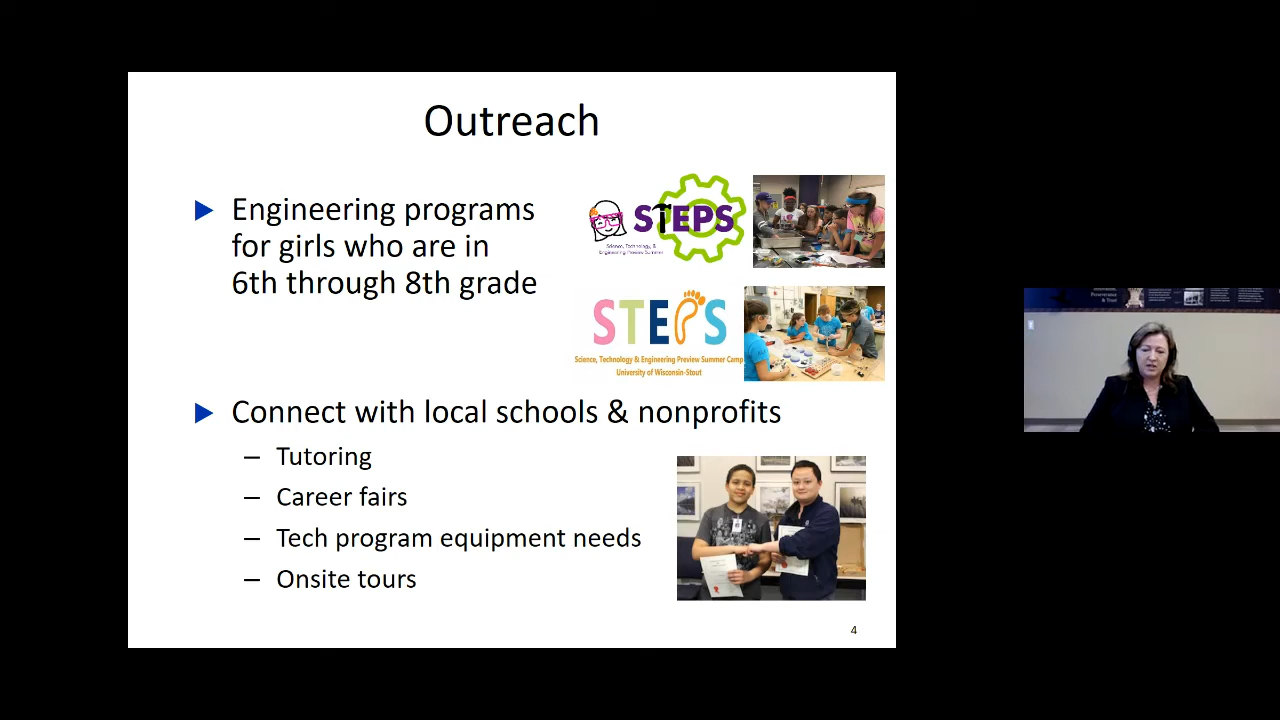 Outreach
Engineering programs
for girls who are in
6th through 8th grade
STEPS
Science, Technology, &
Engineering Preview Summer
STEPS
Science, Technology & Engineering Preview Summer Camp
University of Wisconsin-Stout
Connect with local schools & nonprofits
– Tutoring
– Career fairs
– Tech program equipment needs
– Onsite tours
4
Perseverance
& Trust